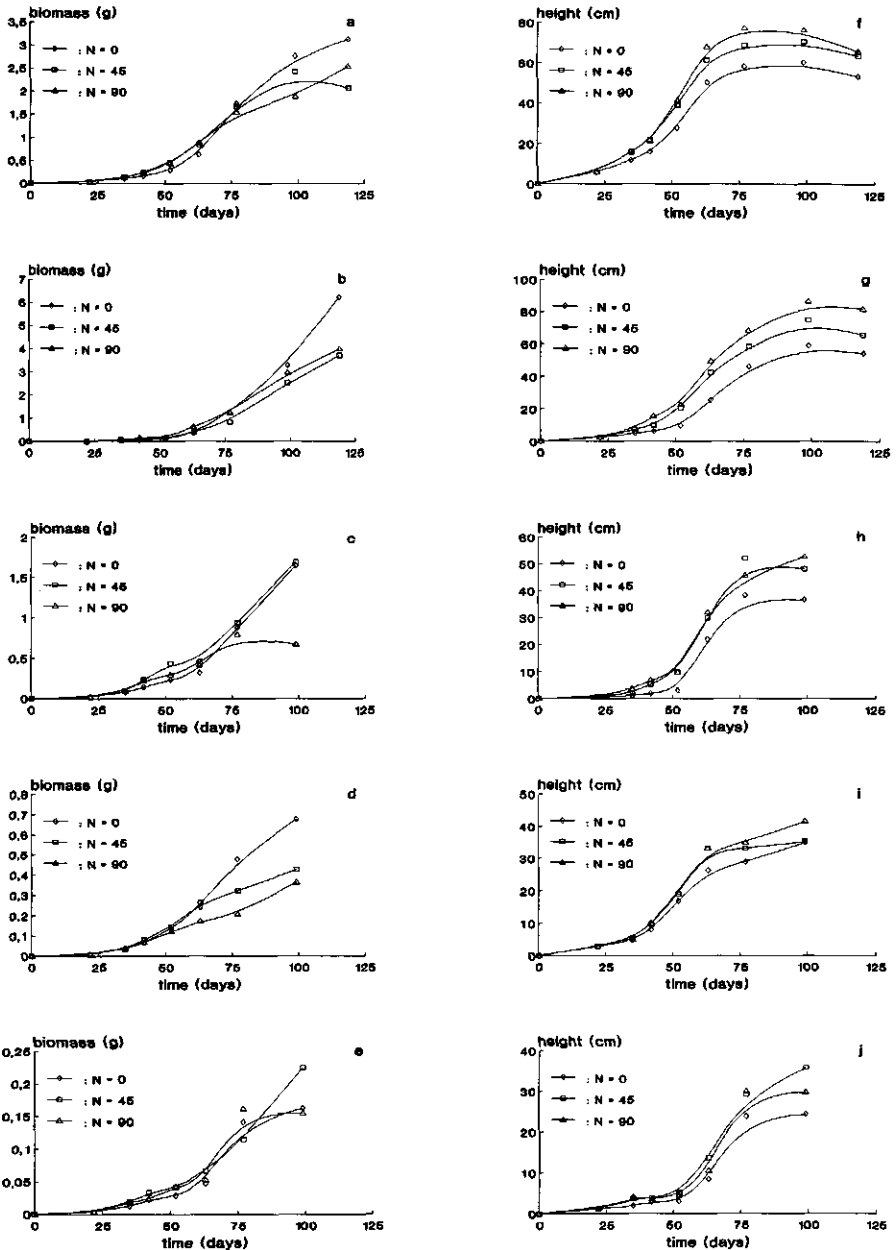 biomass (g)
a
3,5
3
2,5
2
1,5
1
0,5
0
: N = 0
: N = 45
: N = 90
0 25 50 75 100 125
time (days)
height (cm)
f
80
60
40
20
0
: N = 0
: N = 45
: N = 90
0 25 50 75 100 125
time (days)
biomass (g)
b
7
6
5
4
3
2
1
0
: N = 0
: N = 45
: N = 90
0 25 50 75 100 125
time (days)
height (cm)
g
100
80
60
40
20
0
: N = 0
: N = 45
: N = 90
0 25 50 75 100 125
time (days)
biomass (g)
c
2
1,5
1
0,5
0
: N = 0
: N = 45
: N = 90
0 25 50 75 100 125
time (days)
height (cm)
h
60
50
40
30
20
10
0
: N = 0
: N = 45
: N = 90
0 25 50 75 100 125
time (days)
biomass (g)
d
0,8
0,7
0,6
0,5
0,4
0,3
0,2
0,1
0
: N = 0
: N = 45
: N = 90
0 25 50 75 100 125
time (days)
height (cm)
i
50
40
30
20
10
0
: N = 0
: N = 45
: N = 90
0 25 50 75 100 125
time (days)
biomass (g)
e
0,25
0,2
0,15
0,1
0,05
0
: N = 0
: N = 45
: N = 90
0 25 50 75 100 125
time (days)
height (cm)
j
40
30
20
10
0
: N = 0
: N = 45
: N = 90
0 25 50 75 100 125
time (days)